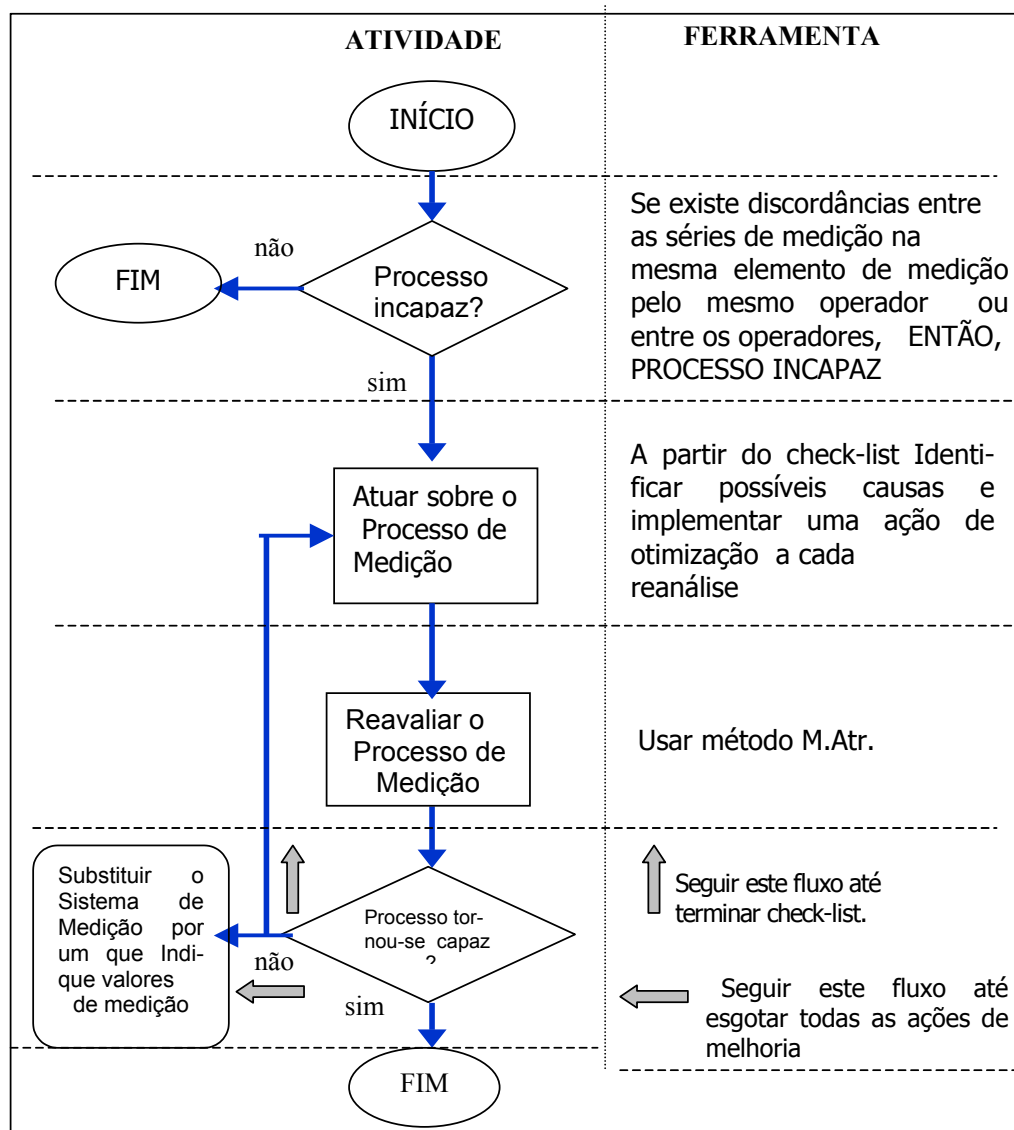 ATIVIDADE
FERRAMENTA
INÍCIO
não
FIM
Processo
incapaz?
sim
Se existe discordâncias entre
as séries de medição na
mesma elemento de medição
pelo mesmo operador ou
entre os operadores, ENTÃO,
PROCESSO INCAPAZ
Atuar sobre o
Processo de
Medição
A partir do check-list Identi-
ficar possíveis causas e
implementar uma ação de
otimização a cada
reanálise
Reavaliar o
Processo de
Medição
Usar método M.Atr.
Substituir o
Sistema de
Medição por
um que Indi-
que valores
de medição
não
Processo tor-
nou-se capaz
?
sim
Seguir este fluxo até
terminar check-list.
Seguir este fluxo até
esgotar todas as ações de
melhoria
FIM